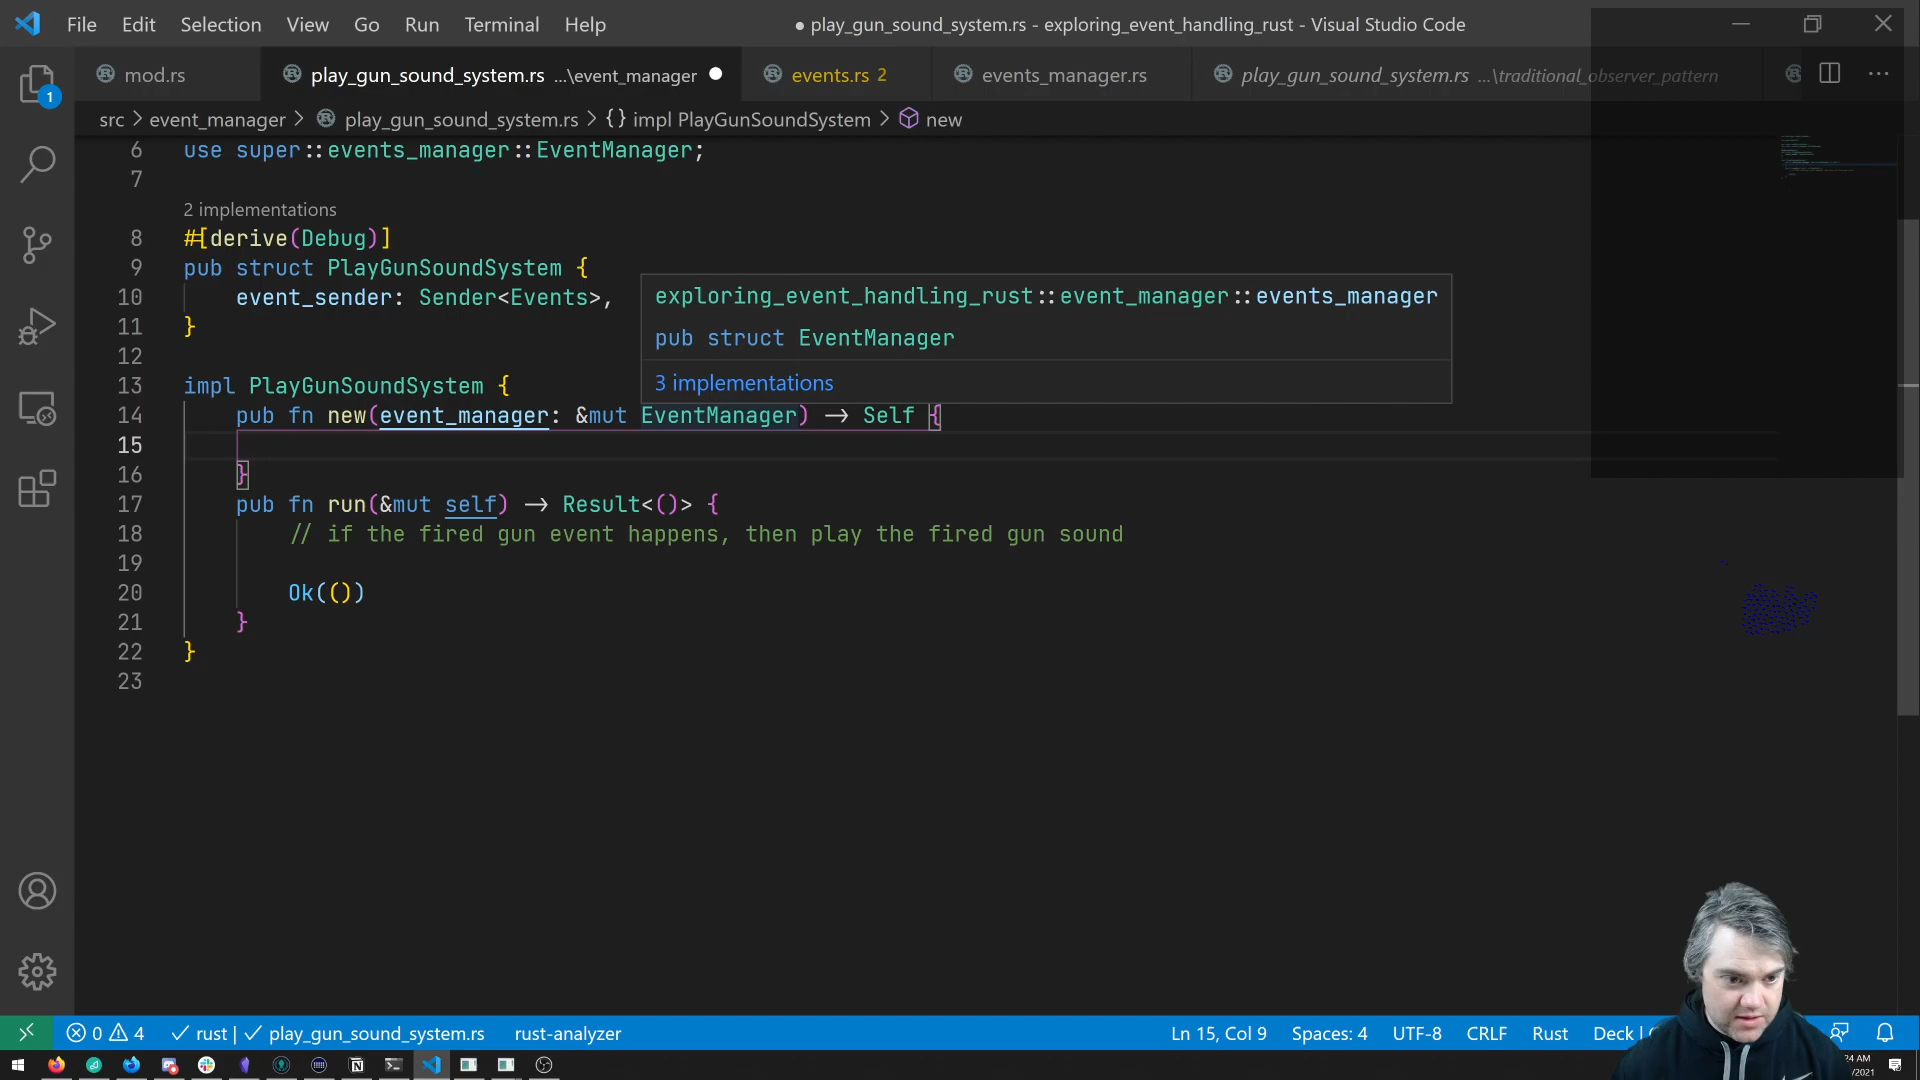 File Edit Selection View Go Run Terminal Help
● play_gun_sound_system.rs - exploring_event_handling_rust - Visual Studio Code
mod.rs
play_gun_sound_system.rs ...\event_manager ●
events.rs 2
events_manager.rs
play_gun_sound_system.rs ...\traditional_observer_pattern
1
src > event_manager > play_gun_sound_system.rs > {} impl PlayGunSoundSystem > new
6 use super::events_manager::EventManager;
7
2 implementations
8 #[derive(Debug)]
9 pub struct PlayGunSoundSystem {
10 event_sender: Sender<Events>,
11 }
12
13 impl PlayGunSoundSystem {
14 pub fn new(event_manager: &mut EventManager) -> Self {
15
16 }
17 pub fn run(&mut self) -> Result<()> {
18 // if the fired gun event happens, then play the fired gun sound
19
20 Ok(())
21 }
22 }
23
exploring_event_handling_rust::event_manager::events_manager
pub struct EventManager
3 implementations
0 4 rust | play_gun_sound_system.rs rust-analyzer
Ln 15, Col 9 Spaces: 4 UTF-8 CRLF Rust Deck |